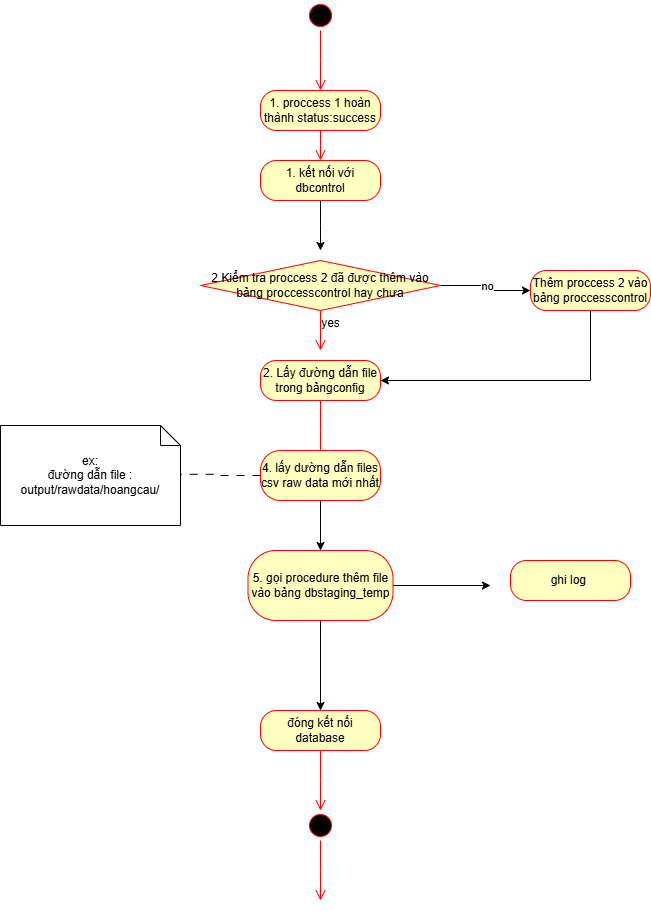 1. proccess 1 hoàn
thành status:success
1. kết nối với
dbcontrol
2 Kiểm tra proccess 2 đã được thêm vào
bảng proccesscontrol hay chưa
no
Thêm proccess 2 vào
bảng proccesscontrol
yes
2. Lấy đường dẫn file
trong bảngconfig
ex:
đường dẫn file :
output/rawdata/hoangcau/
4. lấy dường dẫn files
csv raw data mới nhất
5. gọi procedure thêm file
vào bảng dbstaging_temp
ghi log
đóng kết nối
database